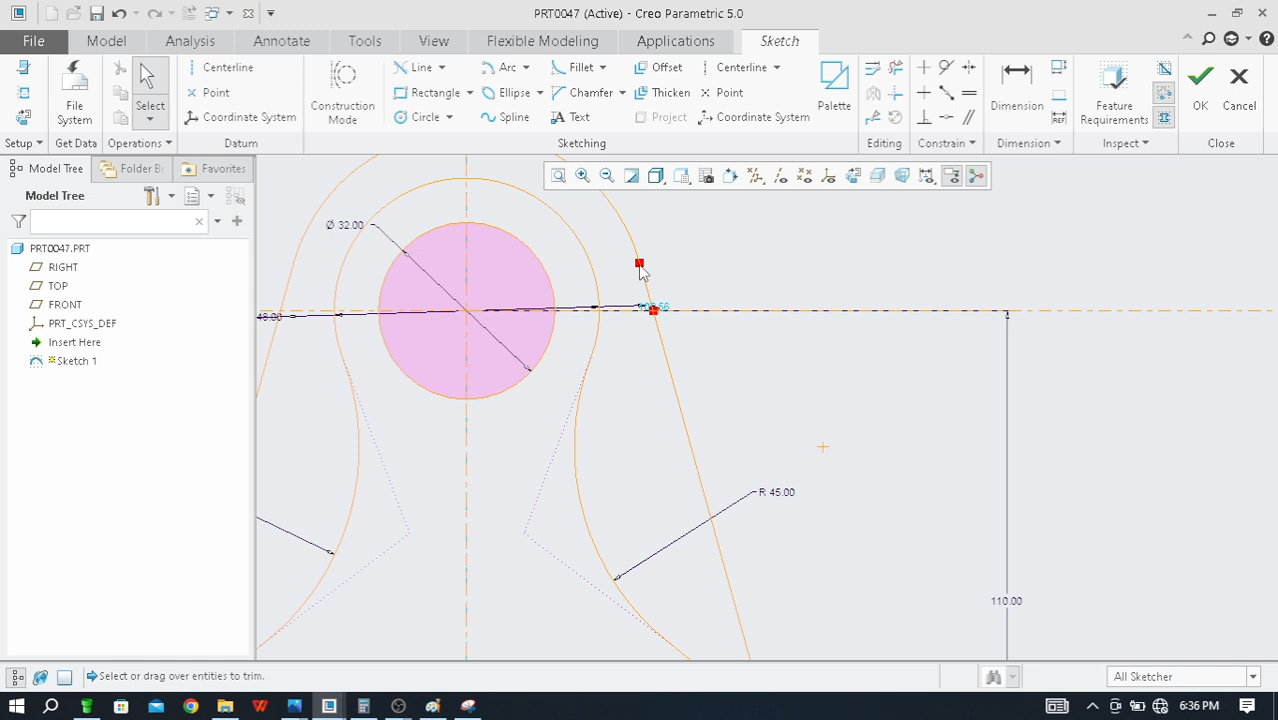 PRT0047 (Active) - Creo Parametric 5.0
File Model Analysis Annotate Tools View Flexible Modeling Applications Sketch
File System
Select
Centerline
Point
Coordinate System
Construction Mode
Line Arc Fillet Offset Centerline
Rectangle Ellipse Chamfer Thicken Point
Circle Spline Text Project Coordinate System
Palette
Dimension
Feature Requirements
OK
Cancel
Setup Get Data Operations Datum Sketching Editing Constrain Dimension Inspect Close
Model Tree Folder Br Favorites
Model Tree
PRT0047.PRT
RIGHT
TOP
FRONT
PRT_CSYS_DEF
Insert Here
Sketch 1
Ø 32.00
48.00
R 45.00
110.00
Select or drag over entities to trim.
All Sketcher
6:36 PM